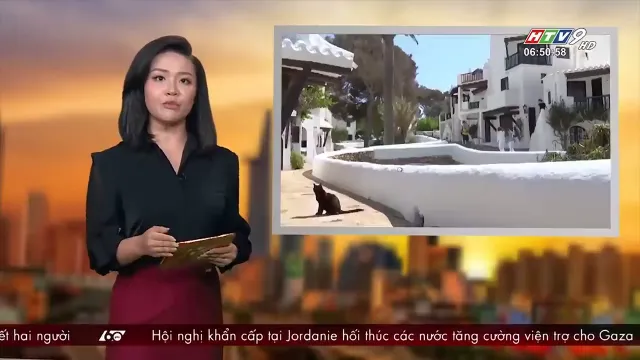 HTV9 HD
06:50:58
ết hai người 60 Hội nghị khẩn cấp tại Jordanie hối thúc các nước tăng cường viện trợ cho Gaza